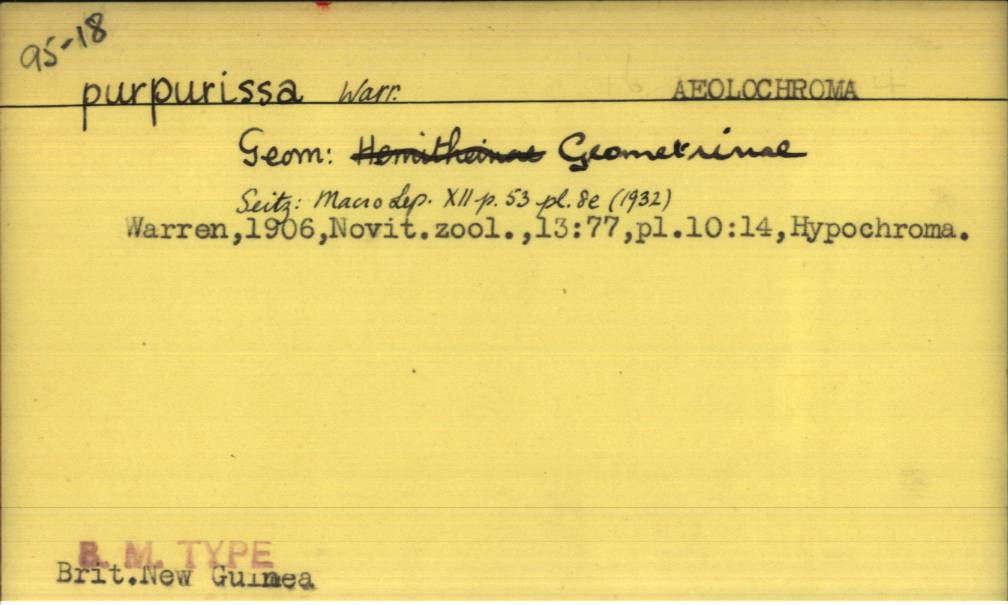 95-18
purpurissa Warr. AEOLOCHROMA
Geom: Hemitheinae Geometrinae
Seitz: Macro Lep. XII p. 53 pl. 8e (1932)
Warren,1906,Novit.zool.,13:77,pl.10:14,Hypochroma.
B. M. TYPE
Brit.New Guinea